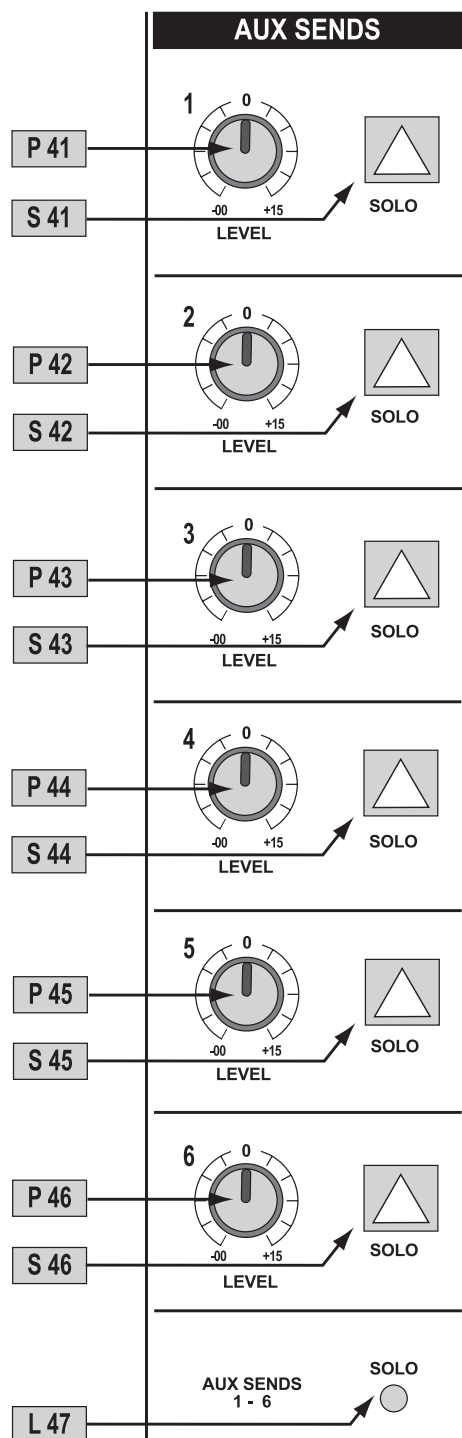 AUX SENDS
1 0
P 41
S 41 -00 +15 SOLO
LEVEL
2 0
P 42
S 42 -00 +15 SOLO
LEVEL
3 0
P 43
S 43 -00 +15 SOLO
LEVEL
4 0
P 44
S 44 -00 +15 SOLO
LEVEL
5 0
P 45
S 45 -00 +15 SOLO
LEVEL
6 0
P 46
S 46 -00 +15 SOLO
LEVEL
SOLO
AUX SENDS
1 - 6
L 47